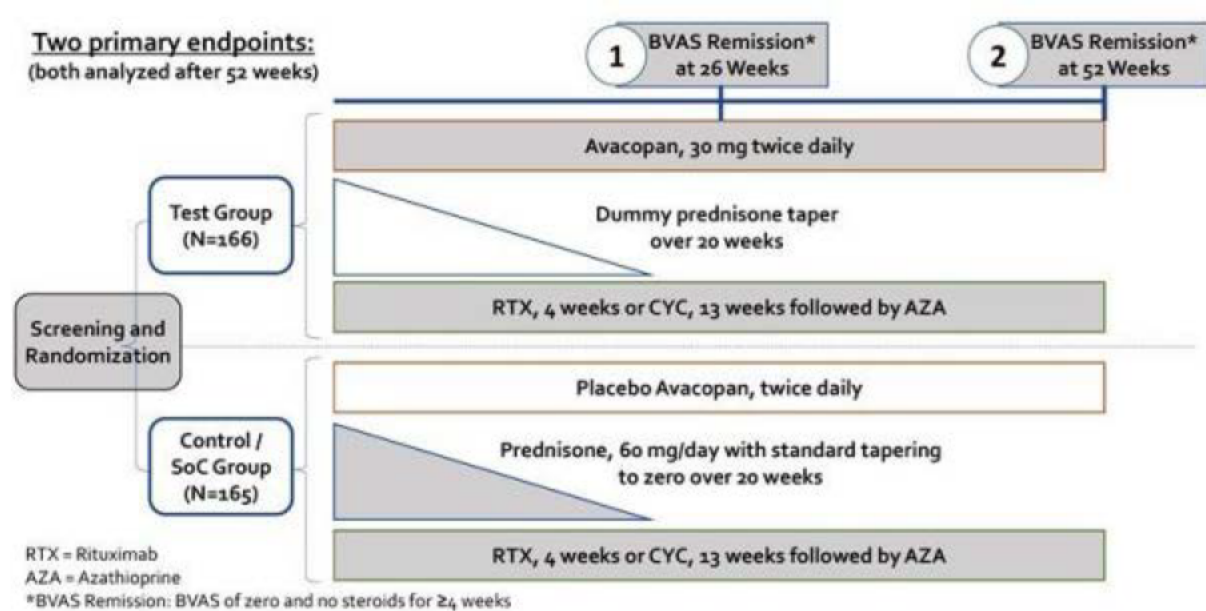 Two primary endpoints:
(both analyzed after 52 weeks)
1
BVAS Remission*
at 26 Weeks
2
BVAS Remission*
at 52 Weeks
Avacopan, 30 mg twice daily
Test Group
(N=166)
Dummy prednisone taper
over 20 weeks
RTX, 4 weeks or CYC, 13 weeks followed by AZA
Screening and
Randomization
Placebo Avacopan, twice daily
Control /
SoC Group
(N=165)
Prednisone, 60 mg/day with standard tapering
to zero over 20 weeks
RTX, 4 weeks or CYC, 13 weeks followed by AZA
RTX = Rituximab
AZA = Azathioprine
*BVAS Remission: BVAS of zero and no steroids for ≥4 weeks